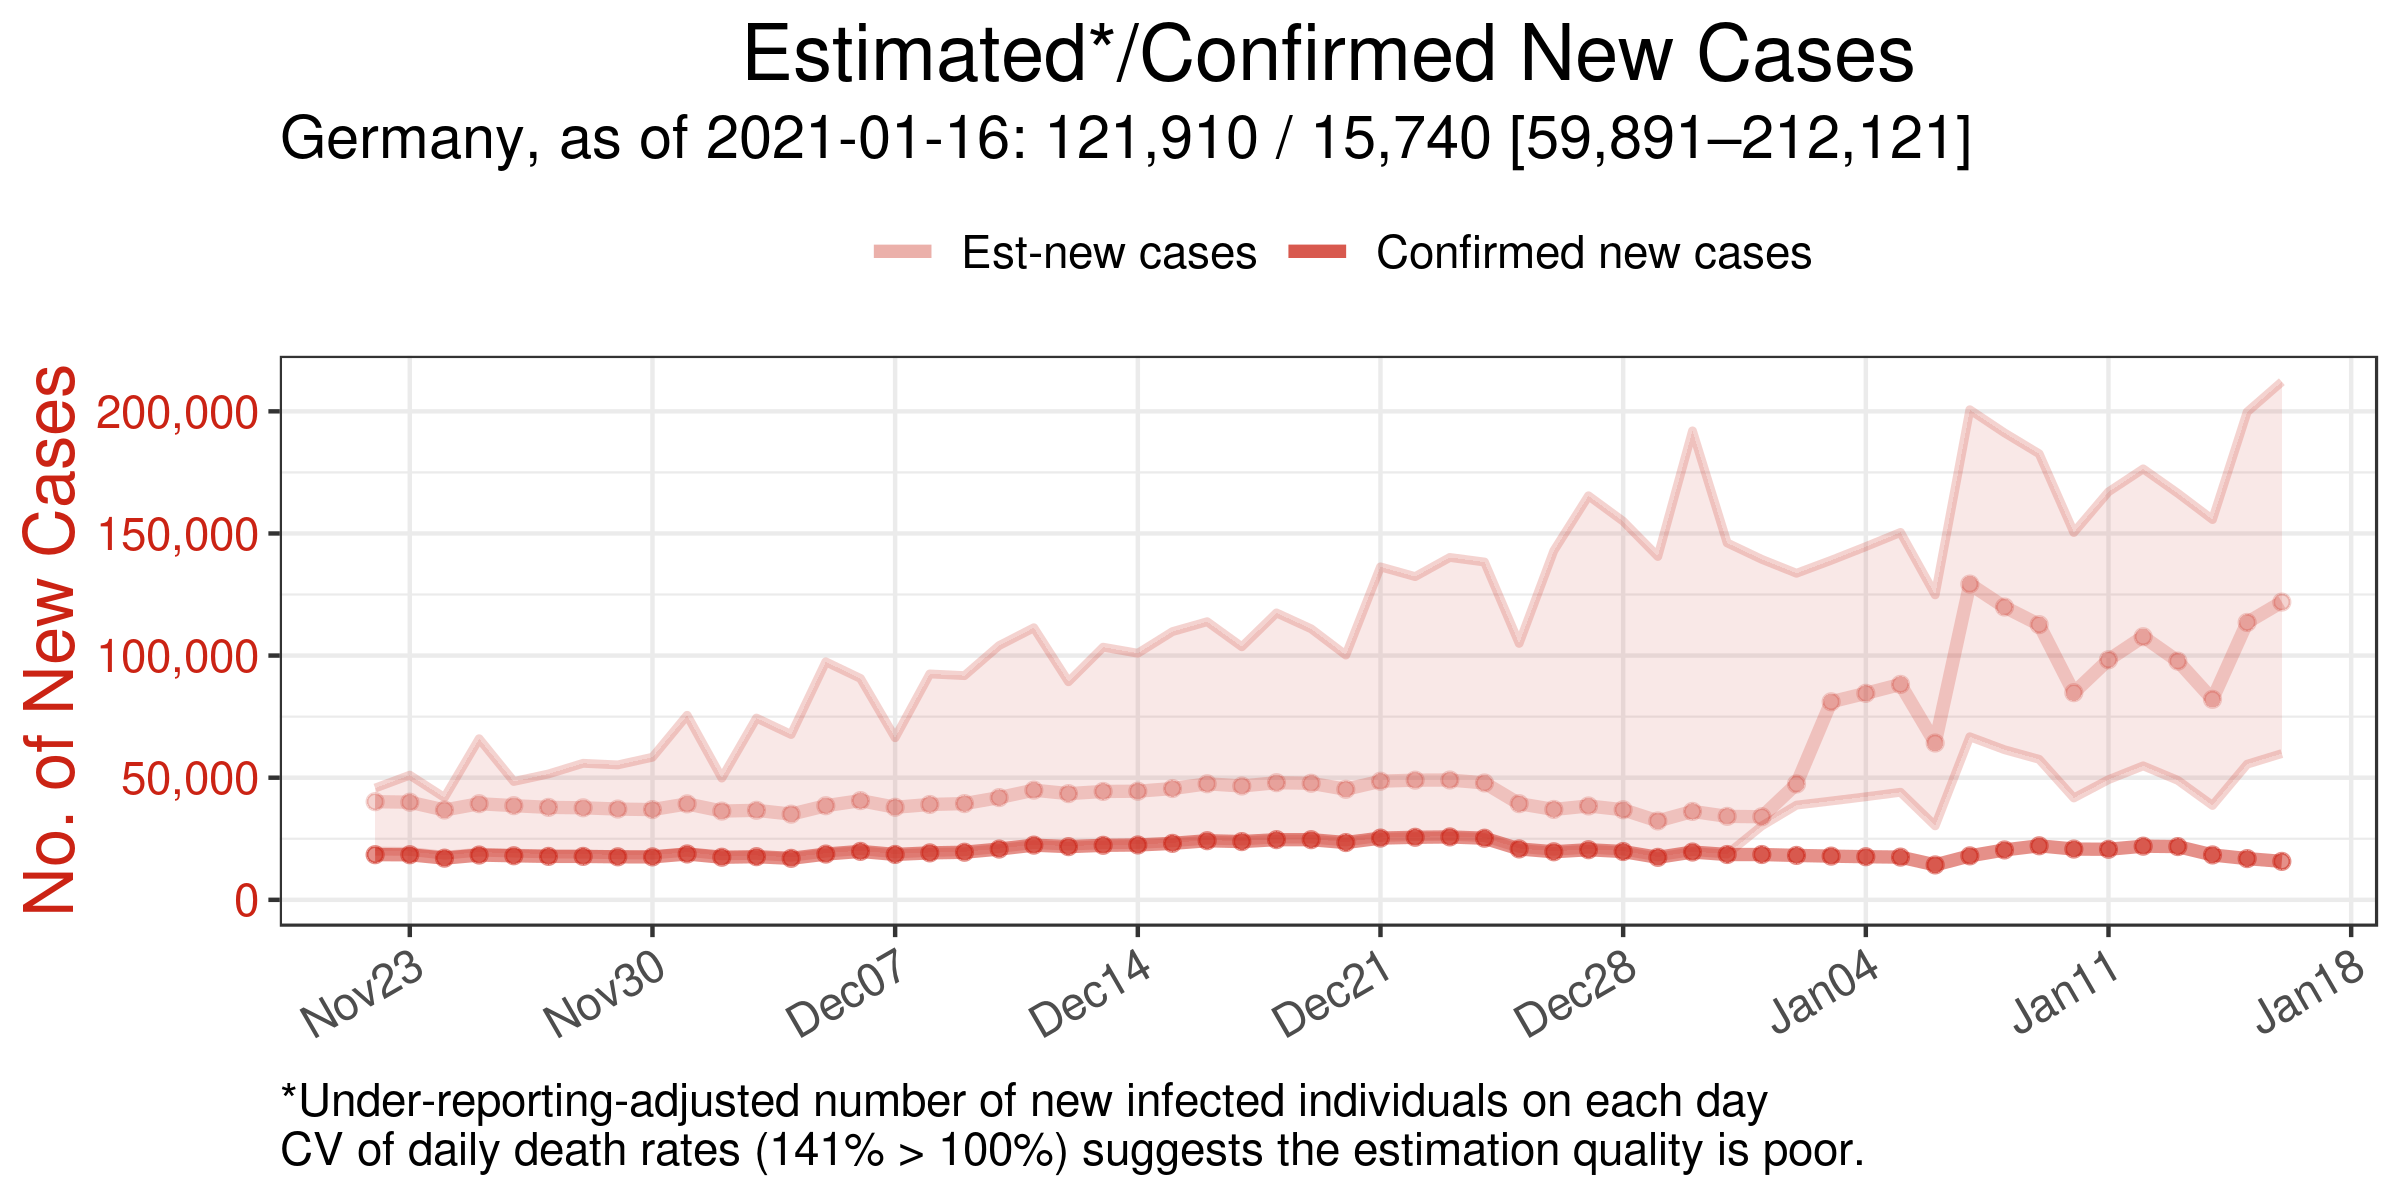 Estimated*/Confirmed New Cases
Germany, as of 2021-01-16: 121,910 / 15,740 [59,891–212,121]
Est-new cases
Confirmed new cases
No. of New Cases
200,000
150,000
100,000
50,000
0
Nov23
Nov30
Dec07
Dec14
Dec21
Dec28
Jan04
Jan11
Jan18
*Under-reporting-adjusted number of new infected individuals on each day
CV of daily death rates (141% > 100%) suggests the estimation quality is poor.